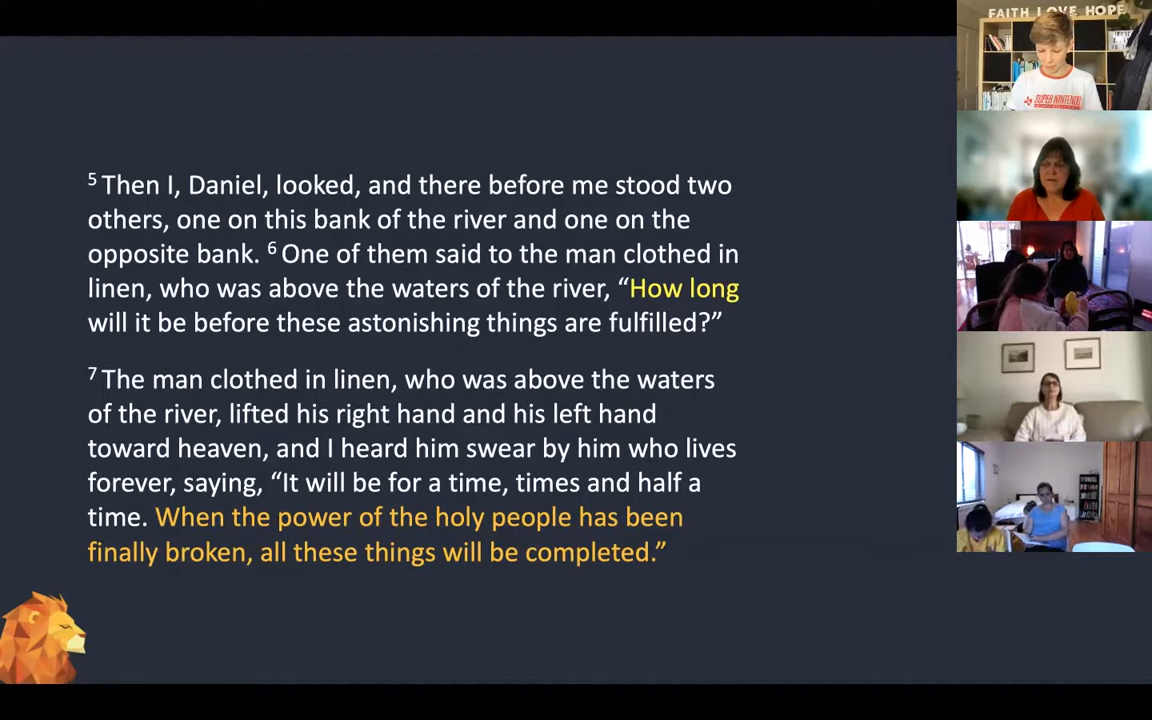 ⁵ Then I, Daniel, looked, and there before me stood two
others, one on this bank of the river and one on the
opposite bank. ⁶ One of them said to the man clothed in
linen, who was above the waters of the river, “How long
will it be before these astonishing things are fulfilled?”
⁷ The man clothed in linen, who was above the waters
of the river, lifted his right hand and his left hand
toward heaven, and I heard him swear by him who lives
forever, saying, “It will be for a time, times and half a
time. When the power of the holy people has been
finally broken, all these things will be completed.”
FAITH LOVE HOPE
SUPER NINTENDO